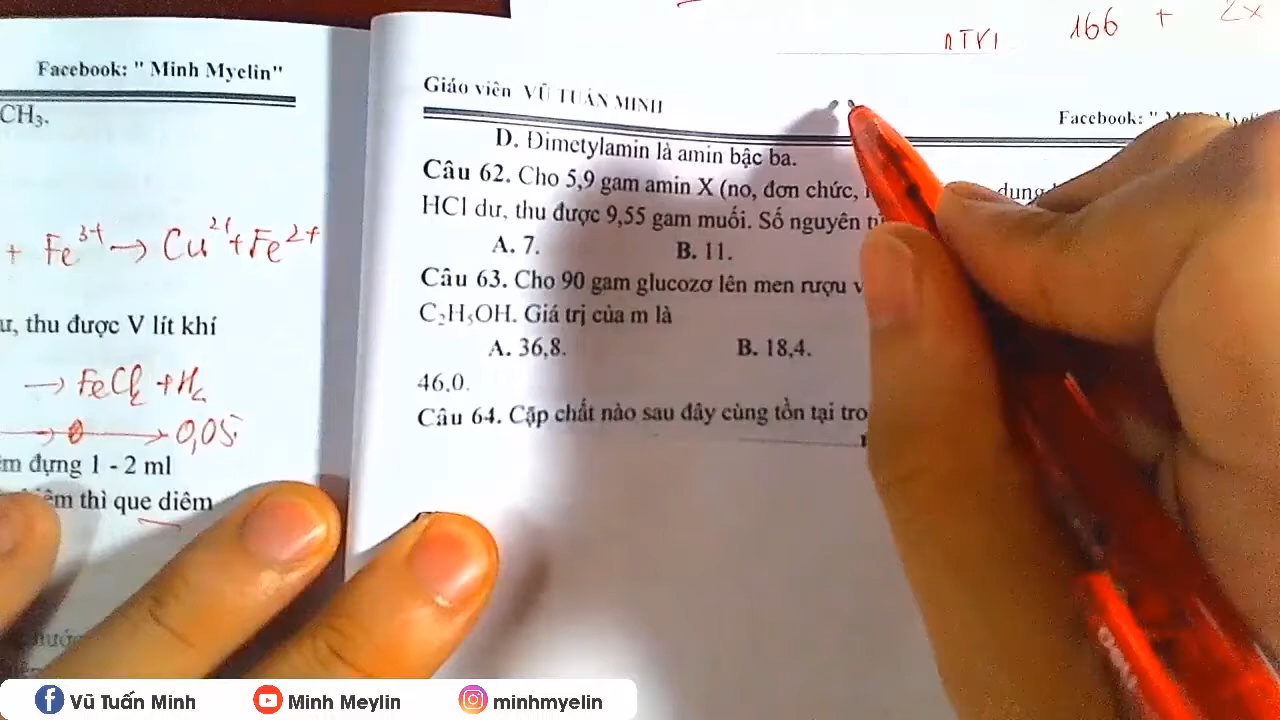 166 + 2x
Facebook: " Minh Myelin"
CH₃.
+ Fe³⁺ → Cu²⁺ + Fe²⁺
ư, thu được V lít khí
→ FeCl₂ + H₂
0,05
ệm đựng 1 - 2 ml
thì que diêm
Giáo viên VŨ TUẤN MINH
Facebook: "
D. Đimetylamin là amin bậc ba.
Câu 62. Cho 5,9 gam amin X (no, đơn chức, dung
HCl dư, thu được 9,55 gam muối. Số nguyên
A. 7. B. 11.
Câu 63. Cho 90 gam glucozơ lên men rượu v
C₂H₅OH. Giá trị của m là
A. 36,8. B. 18,4.
46,0.
Câu 64. Cặp chất nào sau đây cùng tồn tại tro
Vũ Tuấn Minh Minh Meylin minhmyelin